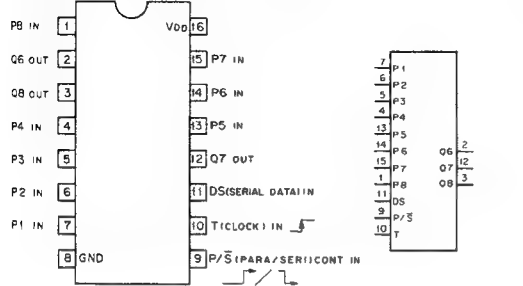 P8 IN 1
Q6 OUT 2
Q8 OUT 3
P4 IN 4
P3 IN 5
P2 IN 6
P1 IN 7
8 GND
VDD 16
15 P7 IN
14 P6 IN
13 P5 IN
12 Q7 OUT
11 DS(SERIAL DATA) IN
10 T(CLOCK) IN
9 P/S̅ (PARA/SERI)CONT IN
7 P1
6 P2
5 P3
4 P4
13 P5
14 P6
15 P7
1 P8
11 DS
9 P/S̅
10 T
Q6 2
Q7 12
Q8 3